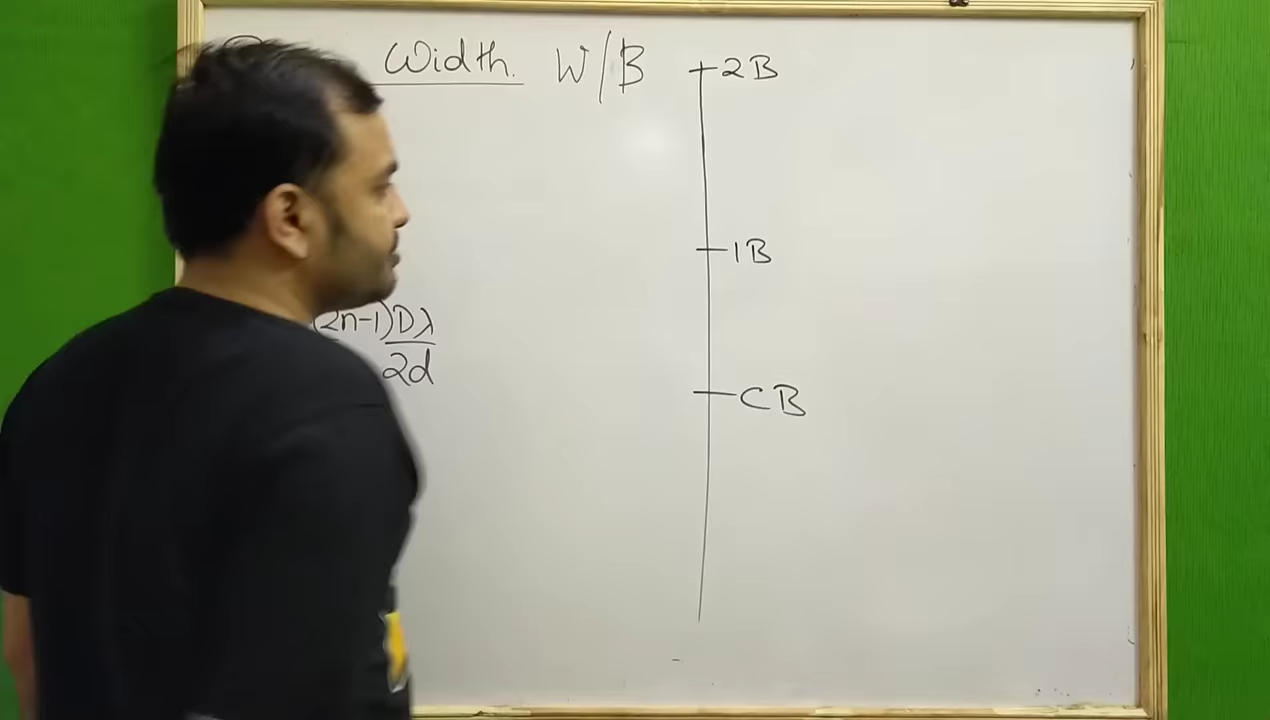 Width. W/B
2B
1B
(2n-1)Dλ
2d
CB